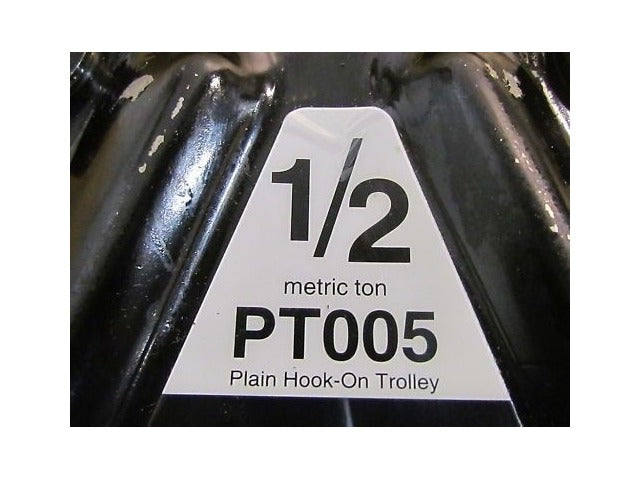 1/2
metric ton
PT005
Plain Hook-On Trolley